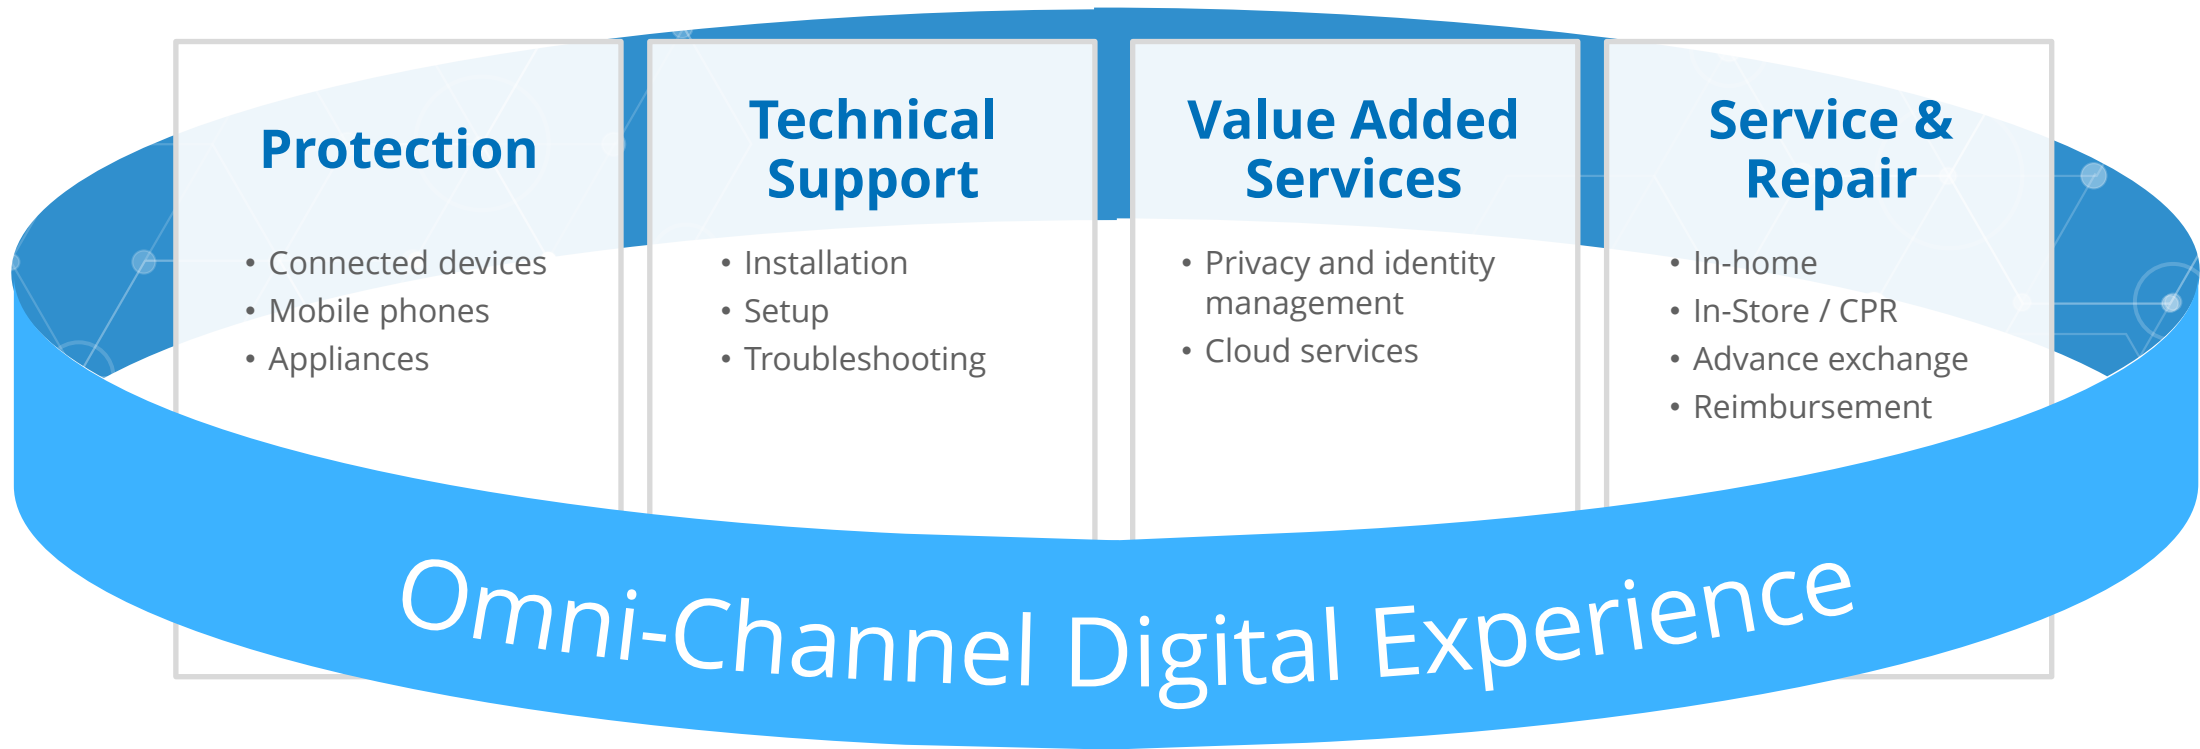 Protection
• Connected devices
• Mobile phones
• Appliances
Technical
Support
• Installation
• Setup
• Troubleshooting
Value Added
Services
• Privacy and identity
management
• Cloud services
Service &
Repair
• In-home
• In-Store / CPR
• Advance exchange
• Reimbursement
Omni-Channel Digital Experience